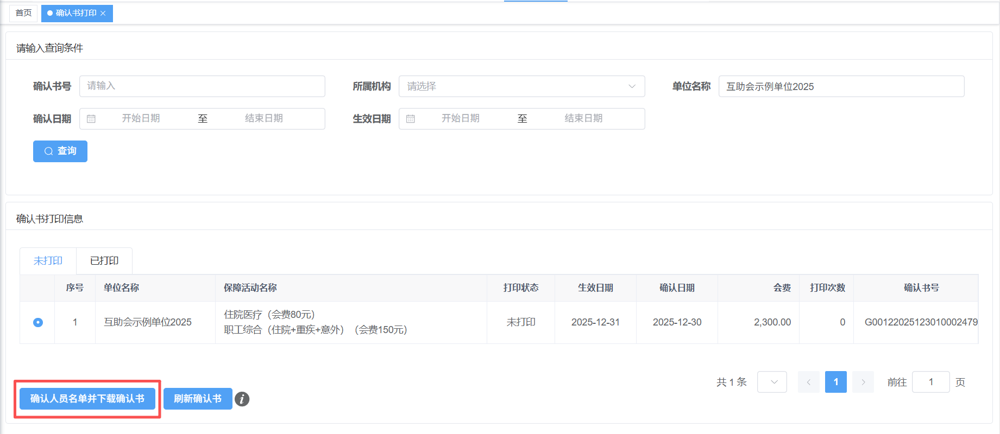 首页
确认书打印
请输入查询条件
确认书号 请输入 所属机构 请选择 单位名称 互助会示例单位2025
确认日期 开始日期 至 结束日期 生效日期 开始日期 至 结束日期
查询
确认书打印信息
未打印 已打印
序号 单位名称 保障活动名称 打印状态 生效日期 确认日期 会费 打印次数 确认书号
1 互助会示例单位2025 住院医疗（会费80元） 未打印 2025-12-31 2025-12-30 2,300.00 0 G00122025123010002479
职工综合（住院+重疾+意外）（会费150元）
共 1 条 1 前往 1 页
确认人员名单并下载确认书 刷新确认书 i